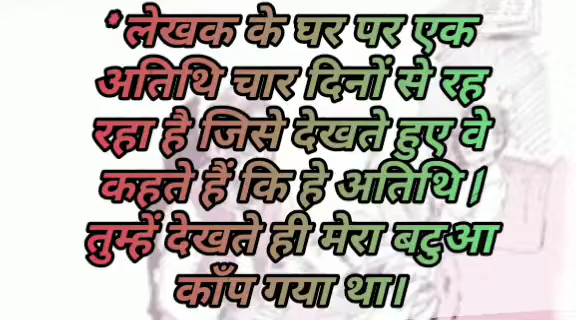 * लेखक के घर पर एक
अतिथि चार दिनों से रह
रहा है जिसे देखते हुए वे
कहते हैं कि हे अतिथि।
तुम्हें देखते ही मेरा बटुआ
काँप गया था।